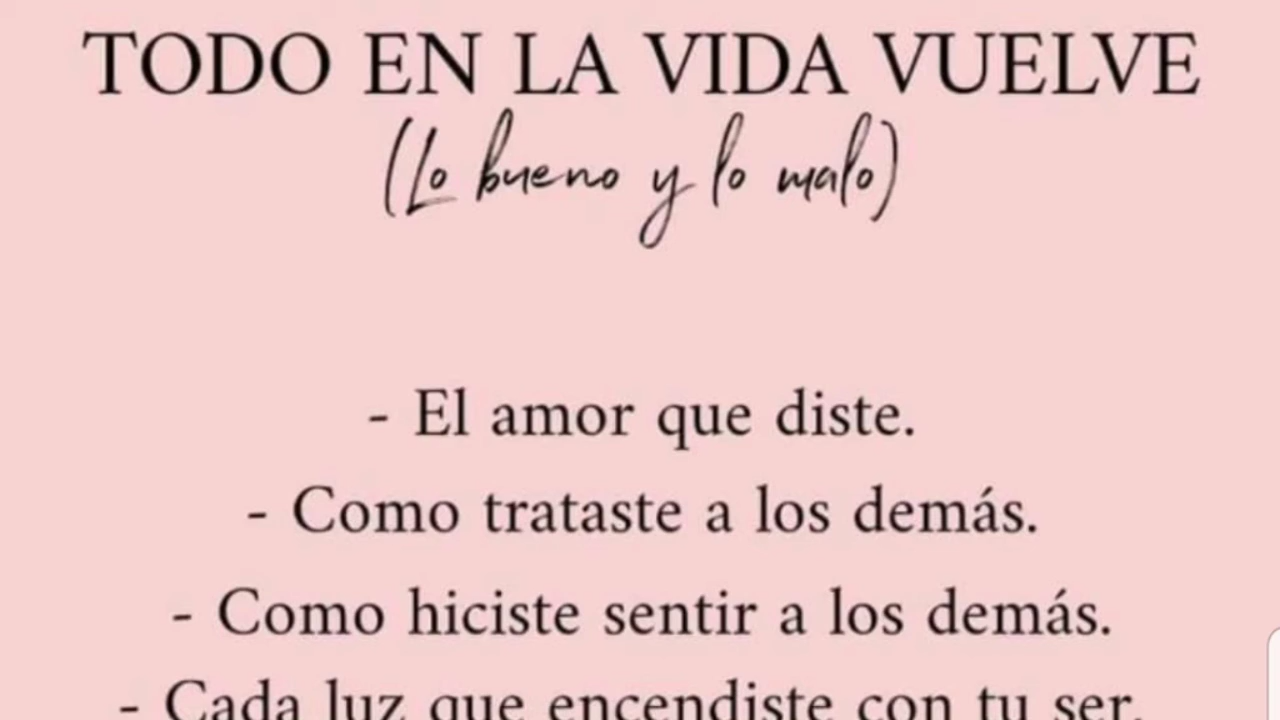 TODO EN LA VIDA VUELVE
(Lo bueno y lo malo)
- El amor que diste.
- Como trataste a los demás.
- Como hiciste sentir a los demás.
- Cada luz que encendiste con tu ser.